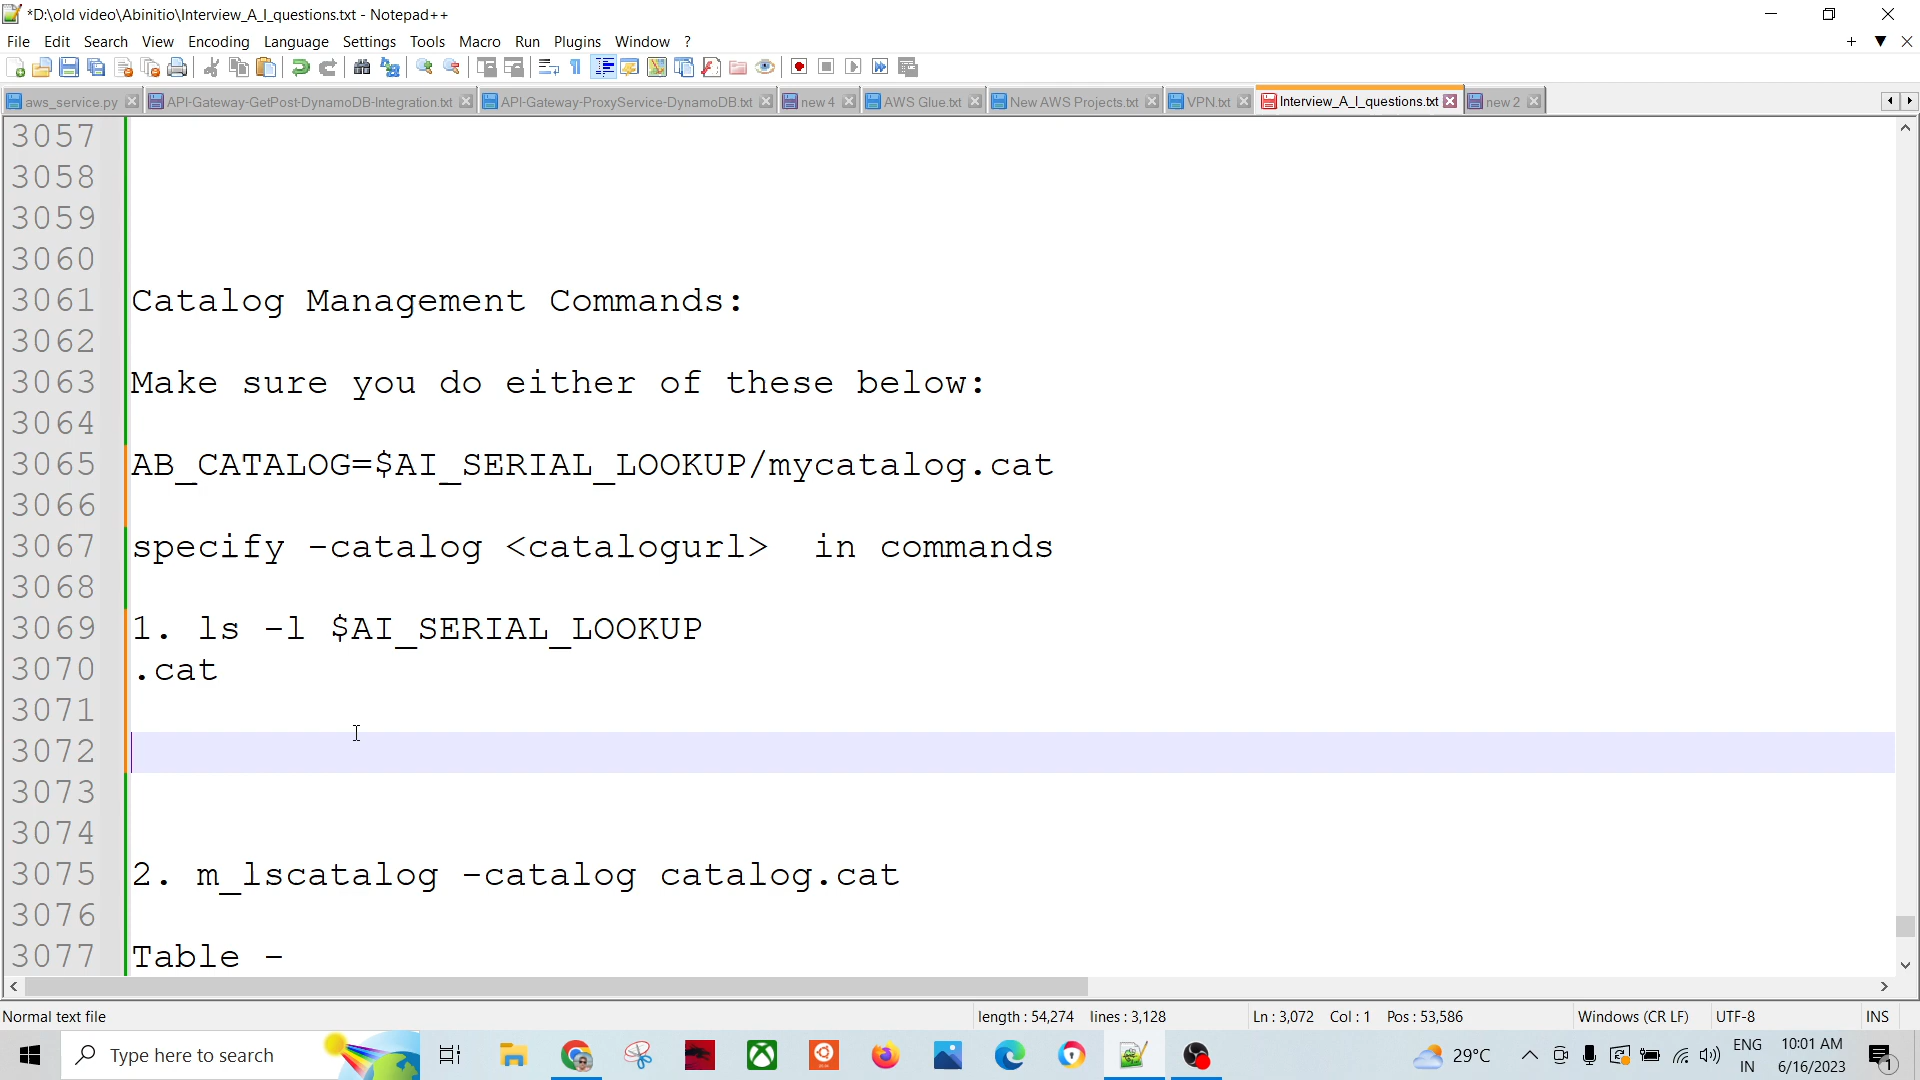 *D:\old video\Abinitio\Interview_A_I_questions.txt - Notepad++
File Edit Search View Encoding Language Settings Tools Macro Run Plugins Window ?
aws_service.py API-Gateway-GetPost-DynamoDB-Integration.txt API-Gateway-ProxyService-DynamoDB.txt new 4 AWS Glue.txt New AWS Projects.txt VPN.txt Interview_A_I_questions.txt new 2
3057
3058
3059
3060
3061 Catalog Management Commands:
3062
3063 Make sure you do either of these below:
3064
3065 AB_CATALOG=$AI_SERIAL_LOOKUP/mycatalog.cat
3066
3067 specify -catalog <catalogurl>  in commands
3068
3069 1. ls -l $AI_SERIAL_LOOKUP
3070 .cat
3071
3072
3073
3074
3075 2. m_lscatalog -catalog catalog.cat
3076
3077 Table -
Normal text file length : 54,274 lines : 3,128 Ln : 3,072 Col : 1 Pos : 53,586 Windows (CR LF) UTF-8 INS
Type here to search 29°C ENG IN 10:01 AM 6/16/2023 1